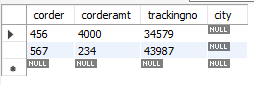 corder corderamt trackingno city
456 4000 34579 NULL
567 234 43987 NULL
NULL NULL NULL NULL